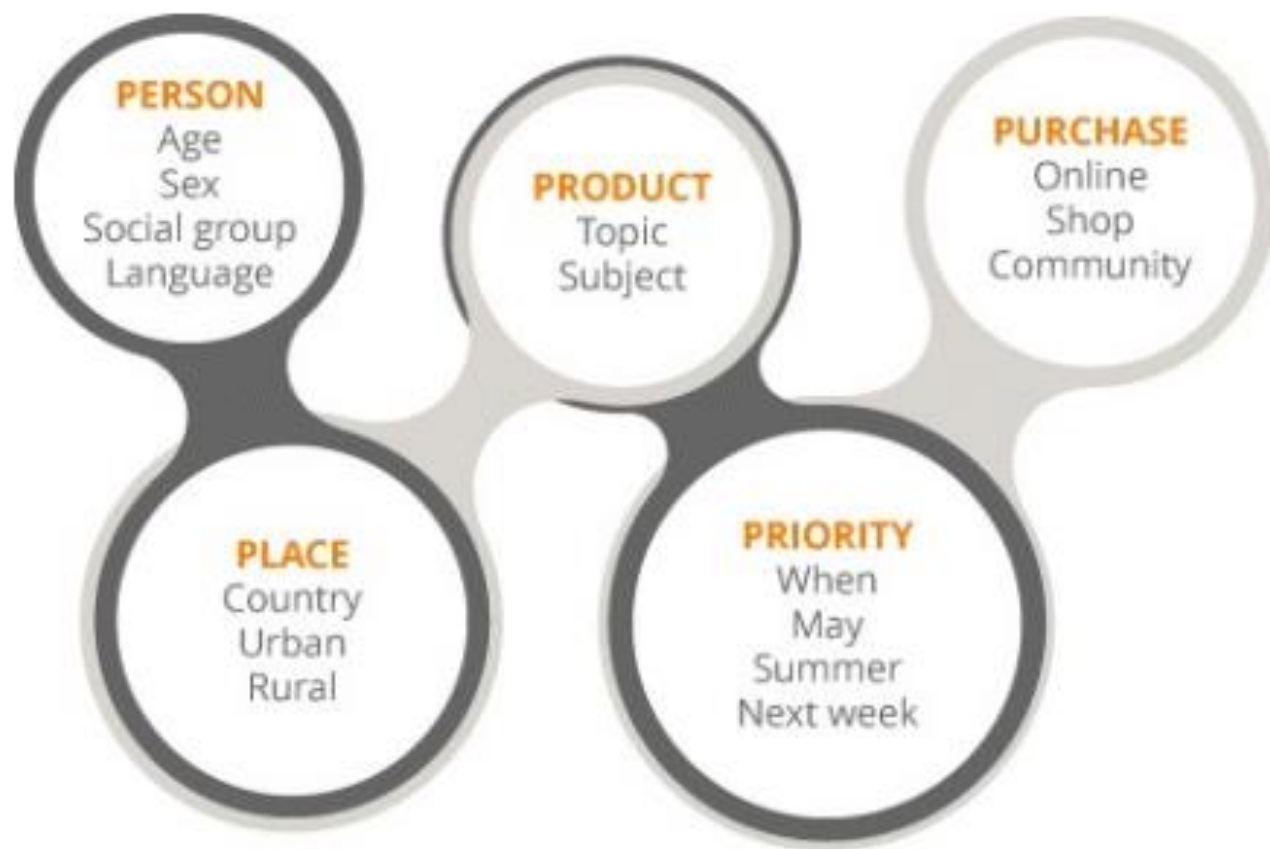 PERSON
Age
Sex
Social group
Language
PLACE
Country
Urban
Rural
PRODUCT
Topic
Subject
PRIORITY
When
May
Summer
Next week
PURCHASE
Online
Shop
Community